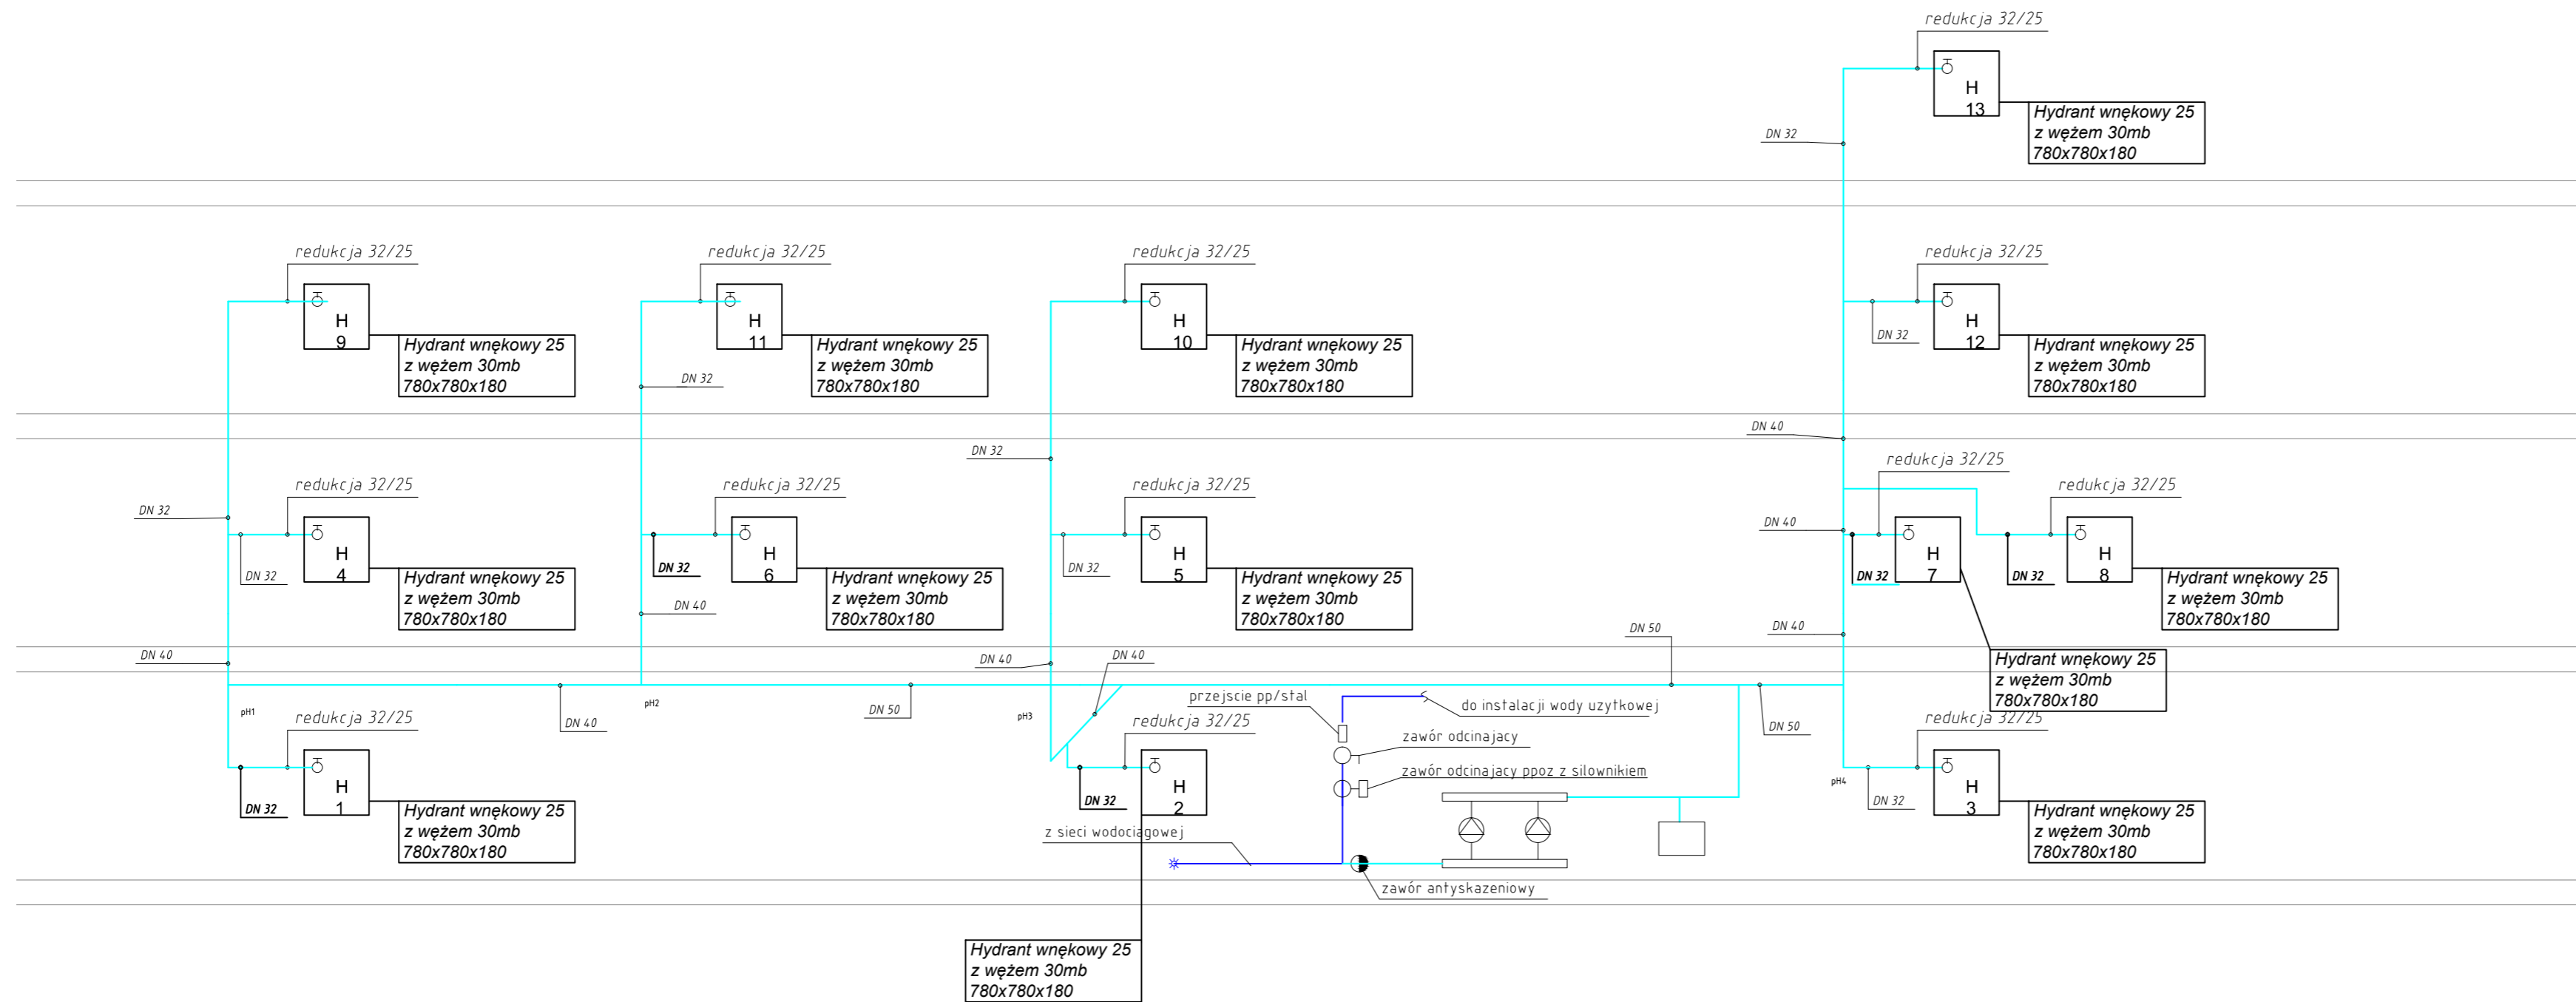 redukcja 32/25
H
13
Hydrant wnękowy 25
z wężem 30mb
780x780x180
DN 32
redukcja 32/25
H
9
Hydrant wnękowy 25
z wężem 30mb
780x780x180
redukcja 32/25
H
11
Hydrant wnękowy 25
z wężem 30mb
780x780x180
DN 32
redukcja 32/25
H
10
Hydrant wnękowy 25
z wężem 30mb
780x780x180
redukcja 32/25
H
12
DN 32
Hydrant wnękowy 25
z wężem 30mb
780x780x180
DN 40
DN 32
DN 32
redukcja 32/25
H
4
DN 32
Hydrant wnękowy 25
z wężem 30mb
780x780x180
redukcja 32/25
H
6
DN 32
Hydrant wnękowy 25
z wężem 30mb
780x780x180
DN 40
redukcja 32/25
H
5
DN 32
Hydrant wnękowy 25
z wężem 30mb
780x780x180
redukcja 32/25
DN 40
H
7
DN 32
Hydrant wnękowy 25
z wężem 30mb
780x780x180
redukcja 32/25
H
8
DN 32
Hydrant wnękowy 25
z wężem 30mb
780x780x180
DN 50
DN 40
DN 40
DN 40
DN 40
pH1
DN 40
pH2
DN 50
pH3
DN 50
pH4
redukcja 32/25
H
1
DN 32
Hydrant wnękowy 25
z wężem 30mb
780x780x180
redukcja 32/25
H
2
DN 32
Hydrant wnękowy 25
z wężem 30mb
780x780x180
przejscie pp/stal
do instalacji wody uzytkowej
zawór odcinajacy
zawór odcinajacy ppoz z silownikiem
z sieci wodociągowej
zawór antyskazeniowy
redukcja 32/25
H
3
DN 32
Hydrant wnękowy 25
z wężem 30mb
780x780x180